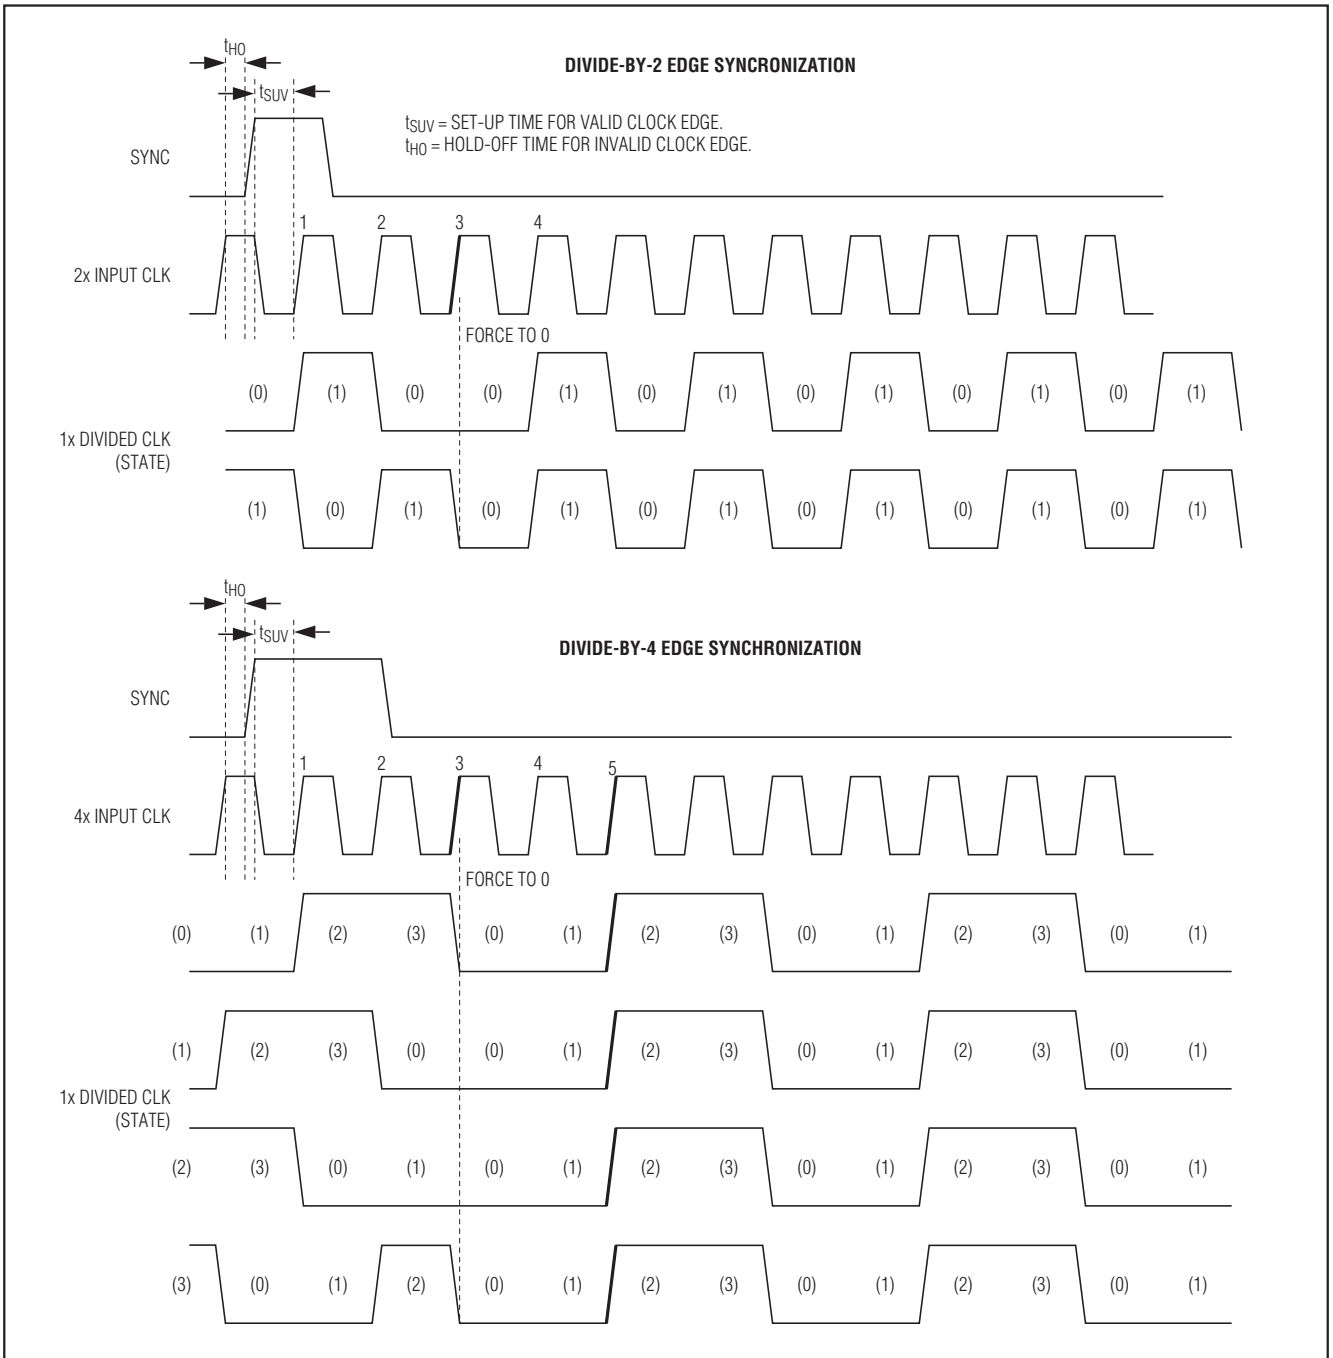 tHO
DIVIDE-BY-2 EDGE SYNCRONIZATION
tSUV
tSUV = SET-UP TIME FOR VALID CLOCK EDGE.
tHO = HOLD-OFF TIME FOR INVALID CLOCK EDGE.
SYNC
1 2 3 4
2x INPUT CLK
FORCE TO 0
(0) (1) (0) (0) (1) (0) (1) (0) (1) (0) (1) (0) (1)
1x DIVIDED CLK
(STATE)
(1) (0) (1) (0) (1) (0) (1) (0) (1) (0) (1) (0) (1)
tHO
tSUV
DIVIDE-BY-4 EDGE SYNCHRONIZATION
SYNC
1 2 3 4 5
4x INPUT CLK
FORCE TO 0
(0) (1) (2) (3) (0) (1) (2) (3) (0) (1) (2) (3) (0) (1)
(1) (2) (3) (0) (0) (1) (2) (3) (0) (1) (2) (3) (0) (1)
1x DIVIDED CLK
(STATE)
(2) (3) (0) (1) (0) (1) (2) (3) (0) (1) (2) (3) (0) (1)
(3) (0) (1) (2) (0) (1) (2) (3) (0) (1) (2) (3) (0) (1)